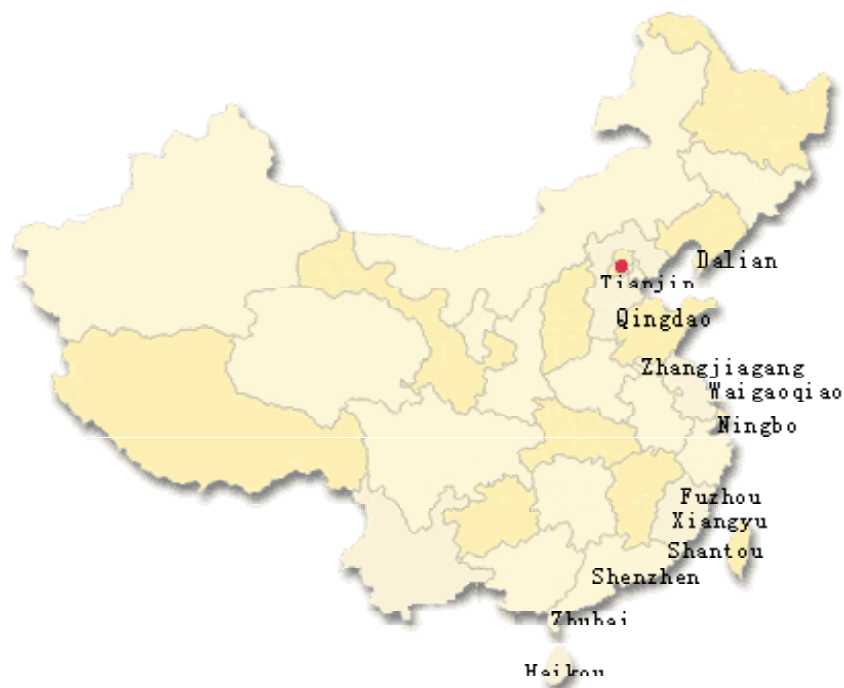 Dalian
Tianjin
Qingdao
Zhangjiagang
Waigaoqiao
Ningbo
Fuzhou
Xiangyu
Shantou
Shenzhen
Zhuhai
Haikou